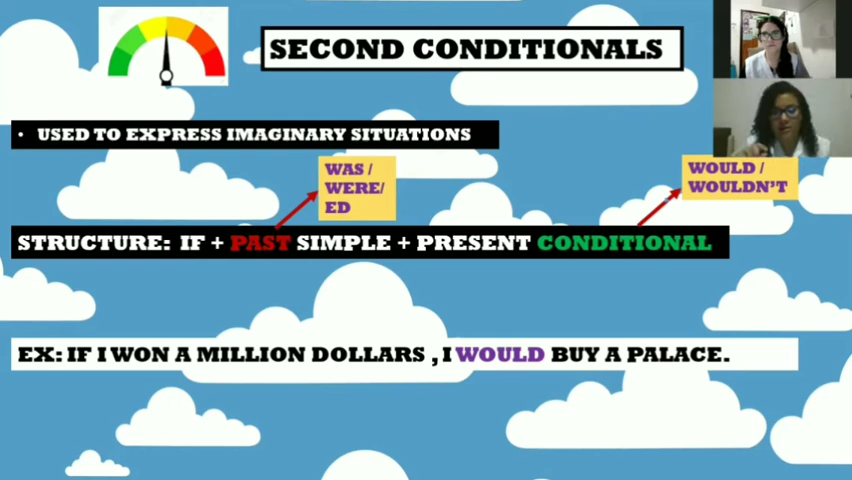 SECOND CONDITIONALS
• USED TO EXPRESS IMAGINARY SITUATIONS
WAS /
WERE/
ED
WOULD /
WOULDN'T
STRUCTURE: IF + PAST SIMPLE + PRESENT CONDITIONAL
EX: IF I WON A MILLION DOLLARS , I WOULD BUY A PALACE.